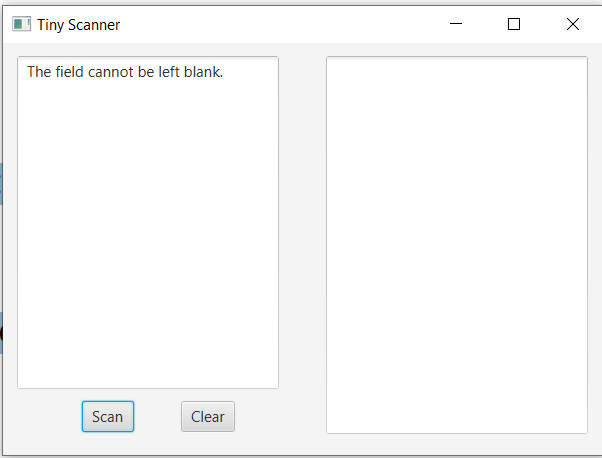 Tiny Scanner
The field cannot be left blank.
Scan
Clear